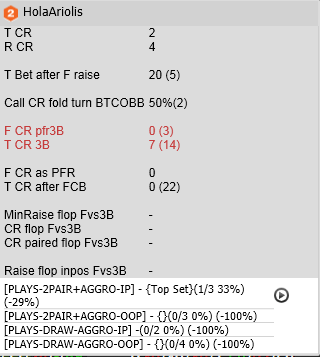 2 HolaAriolis
T CR 2
R CR 4
T Bet after F raise 20 (5)
Call CR fold turn BTCOBB 50%(2)
F CR pfr3B 0 (3)
T CR 3B 7 (14)
F CR as PFR 0
T CR after FCB 0 (22)
MinRaise flop Fvs3B -
CR flop Fvs3B -
CR paired flop Fvs3B -
Raise flop inpos Fvs3B -
[PLAYS-2PAIR+AGGRO-IP] - {Top Set}(1/3 33%)
(-29%)
[PLAYS-2PAIR+AGGRO-OOP] - {}(0/3 0%) (-100%)
[PLAYS-DRAW-AGGRO-IP] -(0/2 0%) (-100%)
[PLAYS-DRAW-AGGRO-OOP] - {}(0/4 0%) (-100%)